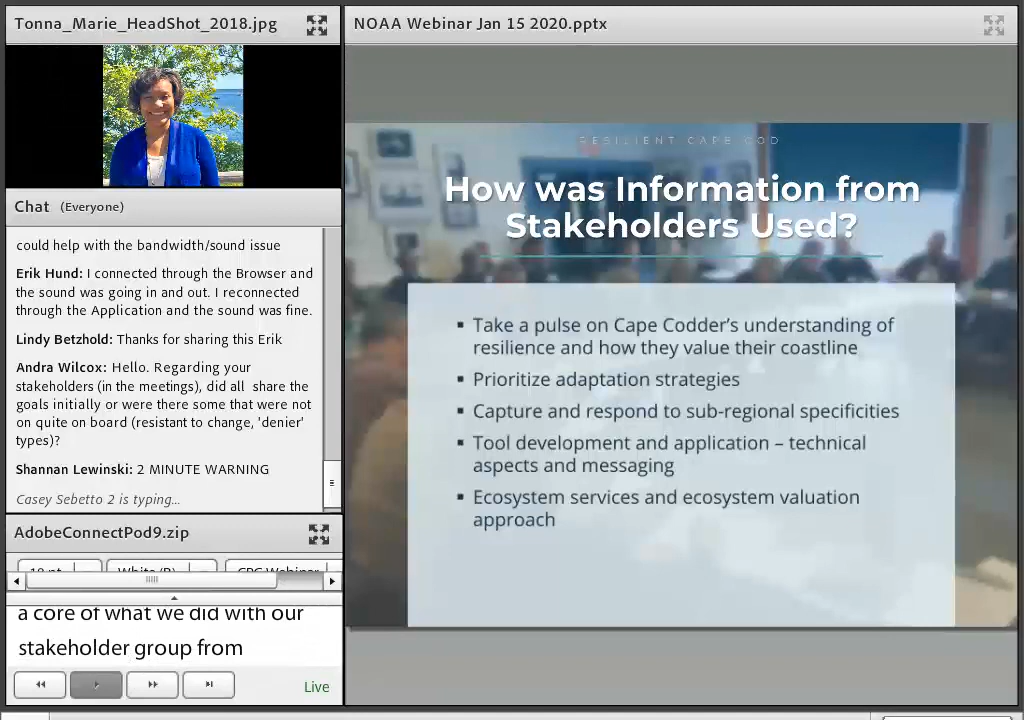 Tonna_Marie_HeadShot_2018.jpg
NOAA Webinar Jan 15 2020.pptx
Chat (Everyone)
could help with the bandwidth/sound issue
Erik Hund: I connected through the Browser and
the sound was going in and out. I reconnected
through the Application and the sound was fine.
Lindy Betzhold: Thanks for sharing this Erik
Andra Wilcox: Hello. Regarding your
stakeholders (in the meetings), did all share the
goals initially or were there some that were not
on quite on board (resistant to change, 'denier'
types)?
Shannan Lewinski: 2 MINUTE WARNING
Casey Sebetto 2 is typing...
AdobeConnectPod9.zip
a core of what we did with our
stakeholder group from
Live
RESILIENT CAPE COD
How was Information from
Stakeholders Used?
▪ Take a pulse on Cape Codder's understanding of
resilience and how they value their coastline
▪ Prioritize adaptation strategies
▪ Capture and respond to sub-regional specificities
▪ Tool development and application – technical
aspects and messaging
▪ Ecosystem services and ecosystem valuation
approach